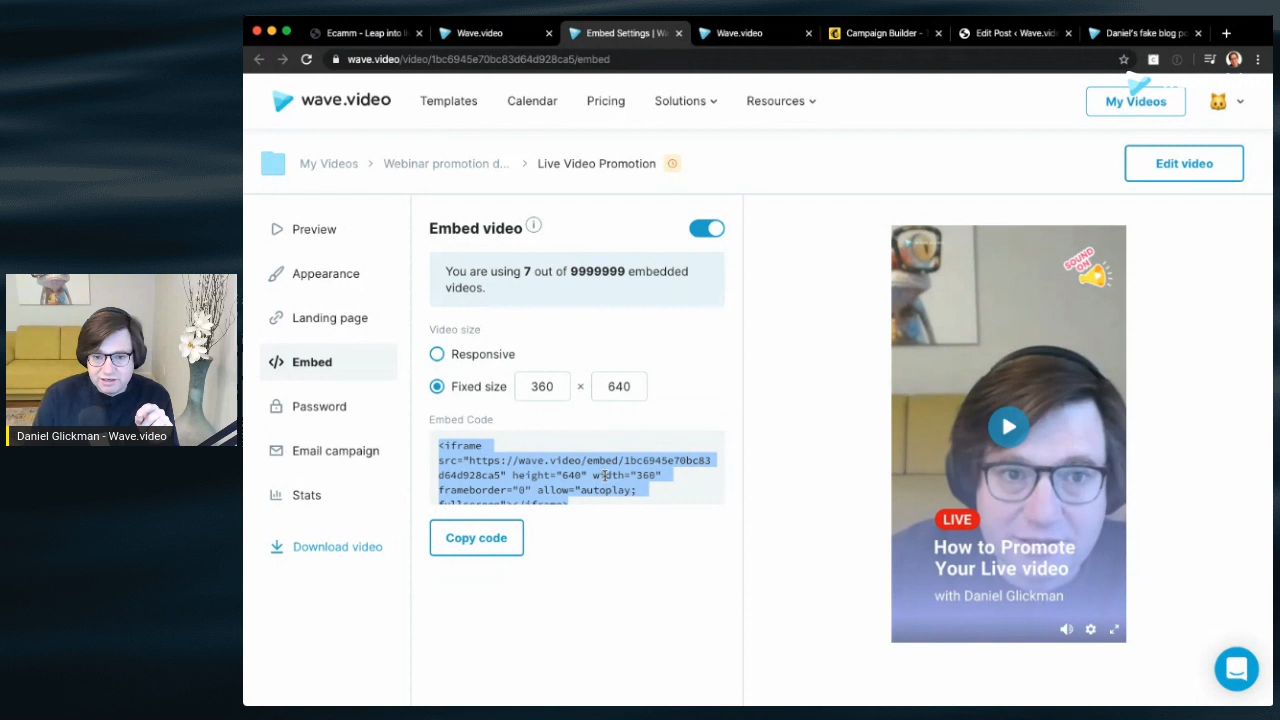 Ecamm - Leap into li
Wave.video
Embed Settings | Wa
Wave.video
Campaign Builder -
Edit Post ‹ Wave.vide
Daniel's fake blog po
wave.video/video/1bc6945e70bc83d64d928ca5/embed
wave.video
Templates
Calendar
Pricing
Solutions
Resources
My Videos
My Videos
Webinar promotion d...
Live Video Promotion
Edit video
Preview
Appearance
Landing page
Embed
Password
Email campaign
Stats
Download video
Embed video
You are using 7 out of 9999999 embedded
videos.
Video size
Responsive
Fixed size 360 × 640
Embed Code
<iframe
src="https://wave.video/embed/1bc6945e70bc83
d64d928ca5" height="640" width="360"
frameborder="0" allow="autoplay;
fullscreen"></iframe>
Copy code
SOUND
ON
LIVE
How to Promote
Your Live video
with Daniel Glickman
Daniel Glickman - Wave.video